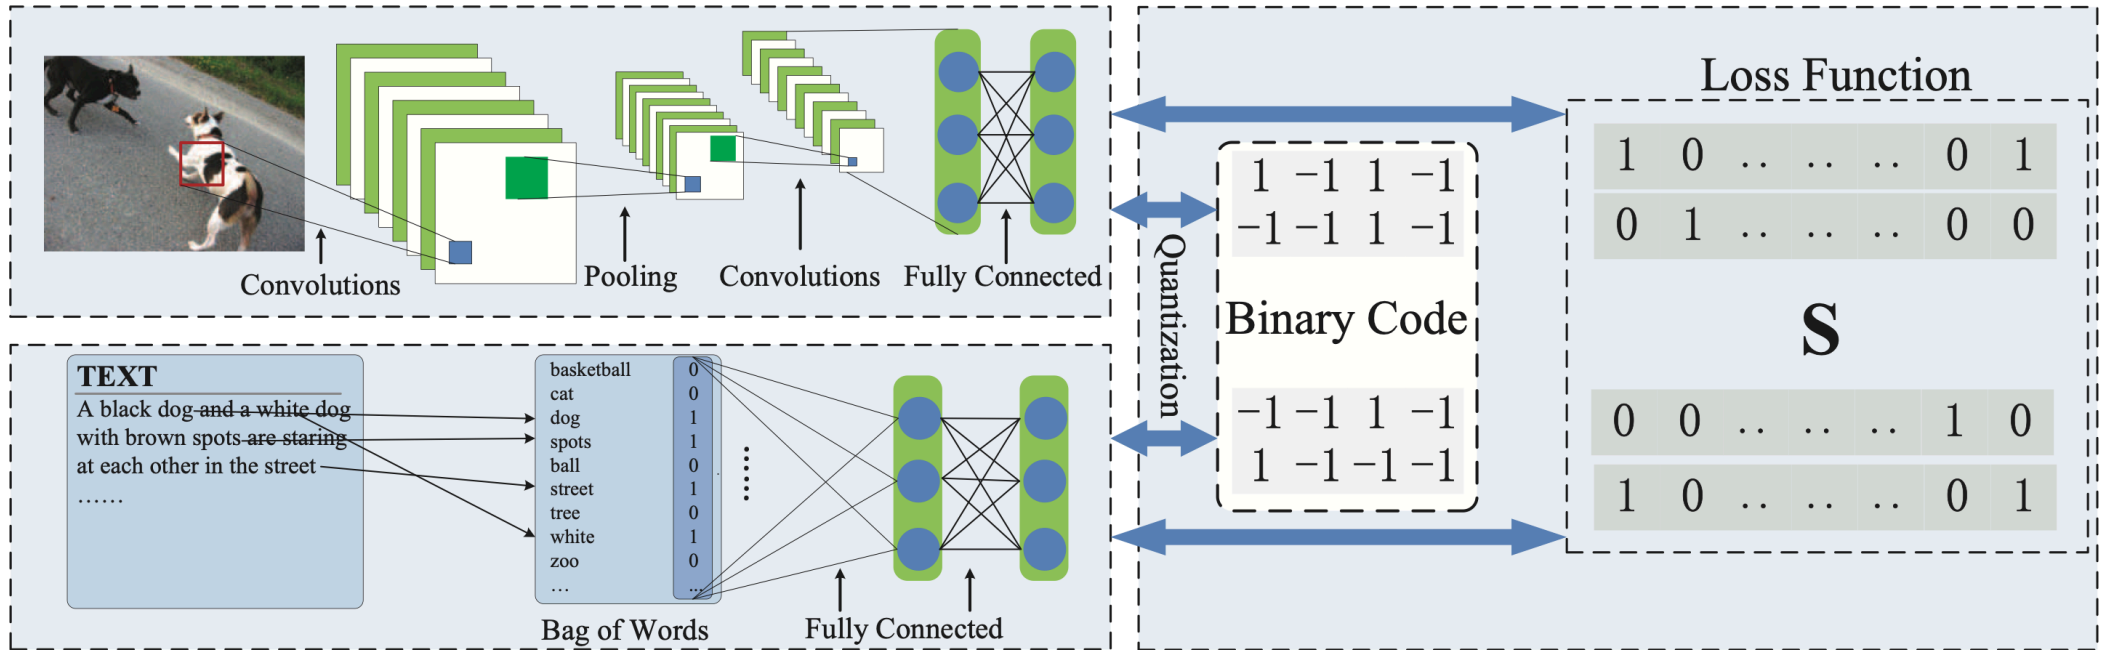 Convolutions
Pooling
Convolutions
Fully Connected
TEXT
A black dog and a white dog
with brown spots are staring
at each other in the street
......
basketball 0
cat 0
dog 1
spots 1
ball 0
street 1
tree 0
white 1
zoo 0
... ...
Bag of Words
Fully Connected
Quantization
1 -1 1 -1
-1 -1 1 -1
Binary Code
-1 -1 1 -1
1 -1 -1 -1
Loss Function
1 0 .. .. .. 0 1
0 1 .. .. .. 0 0
S
0 0 .. .. .. 1 0
1 0 .. .. .. 0 1